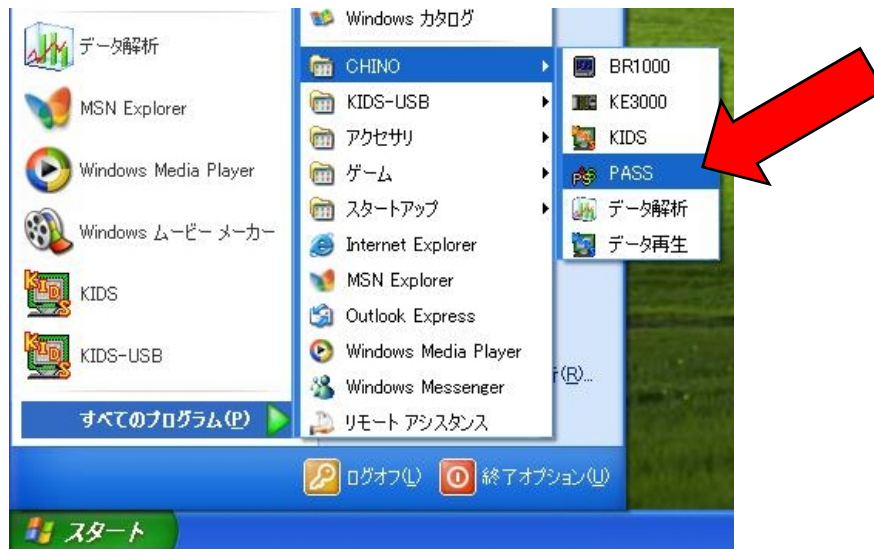 データ解析
MSN Explorer
Windows Media Player
Windows ムービー メーカー
KIDS
KIDS-USB
すべてのプログラム(P)
Windows カタログ
CHINO
KIDS-USB
アクセサリ
ゲーム
スタートアップ
Internet Explorer
MSN Explorer
Outlook Express
Windows Media Player
Windows Messenger
リモート アシスタンス
BR1000
KE3000
KIDS
PASS
データ解析
データ再生
(R)...
ログオフ(L)
終了オプション(U)
スタート